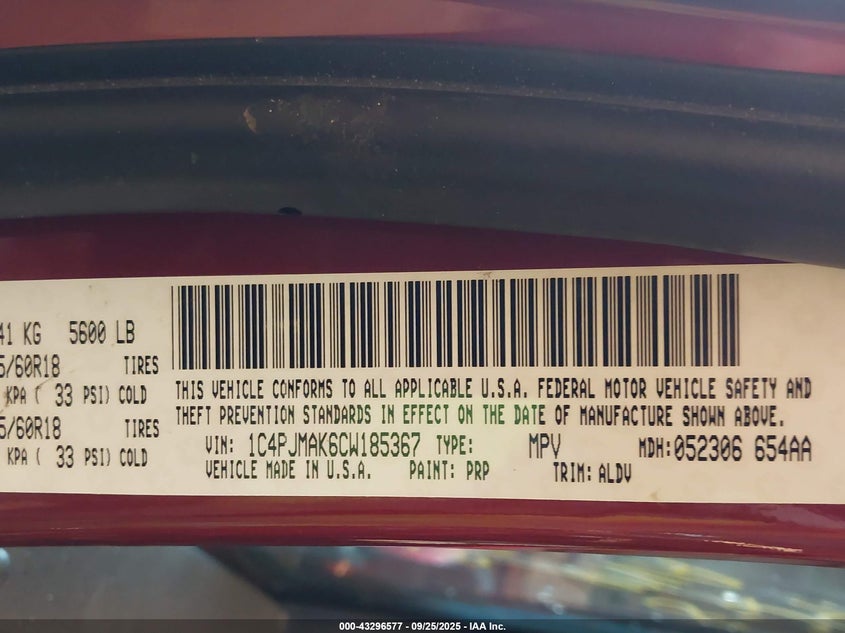 41 KG 5600 LB
5/60R18 TIRES
KPA ( 33 PSI) COLD
5/60R18 TIRES
KPA ( 33 PSI) COLD
THIS VEHICLE CONFORMS TO ALL APPLICABLE U.S.A. FEDERAL MOTOR VEHICLE SAFETY AND
THEFT PREVENTION STANDARDS IN EFFECT ON THE DATE OF MANUFACTURE SHOWN ABOVE.
VIN: 1C4PJMAK6CW185367 TYPE: MPV MDH: 052306 654AA
VEHICLE MADE IN U.S.A. PAINT: PRP TRIM: ALDV
000-43296577 - 09/25/2025 - IAA Inc.